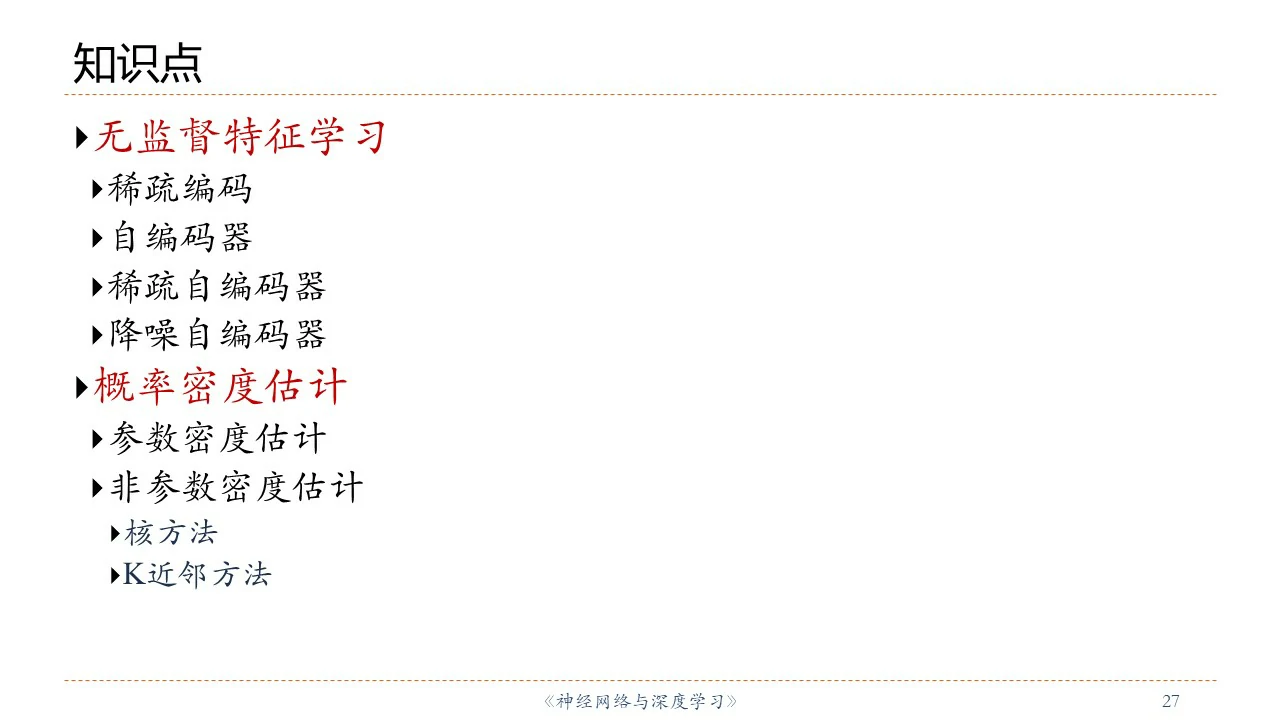 知识点
无监督特征学习
稀疏编码
自编码器
稀疏自编码器
降噪自编码器
概率密度估计
参数密度估计
非参数密度估计
核方法
K近邻方法
《神经网络与深度学习》
27